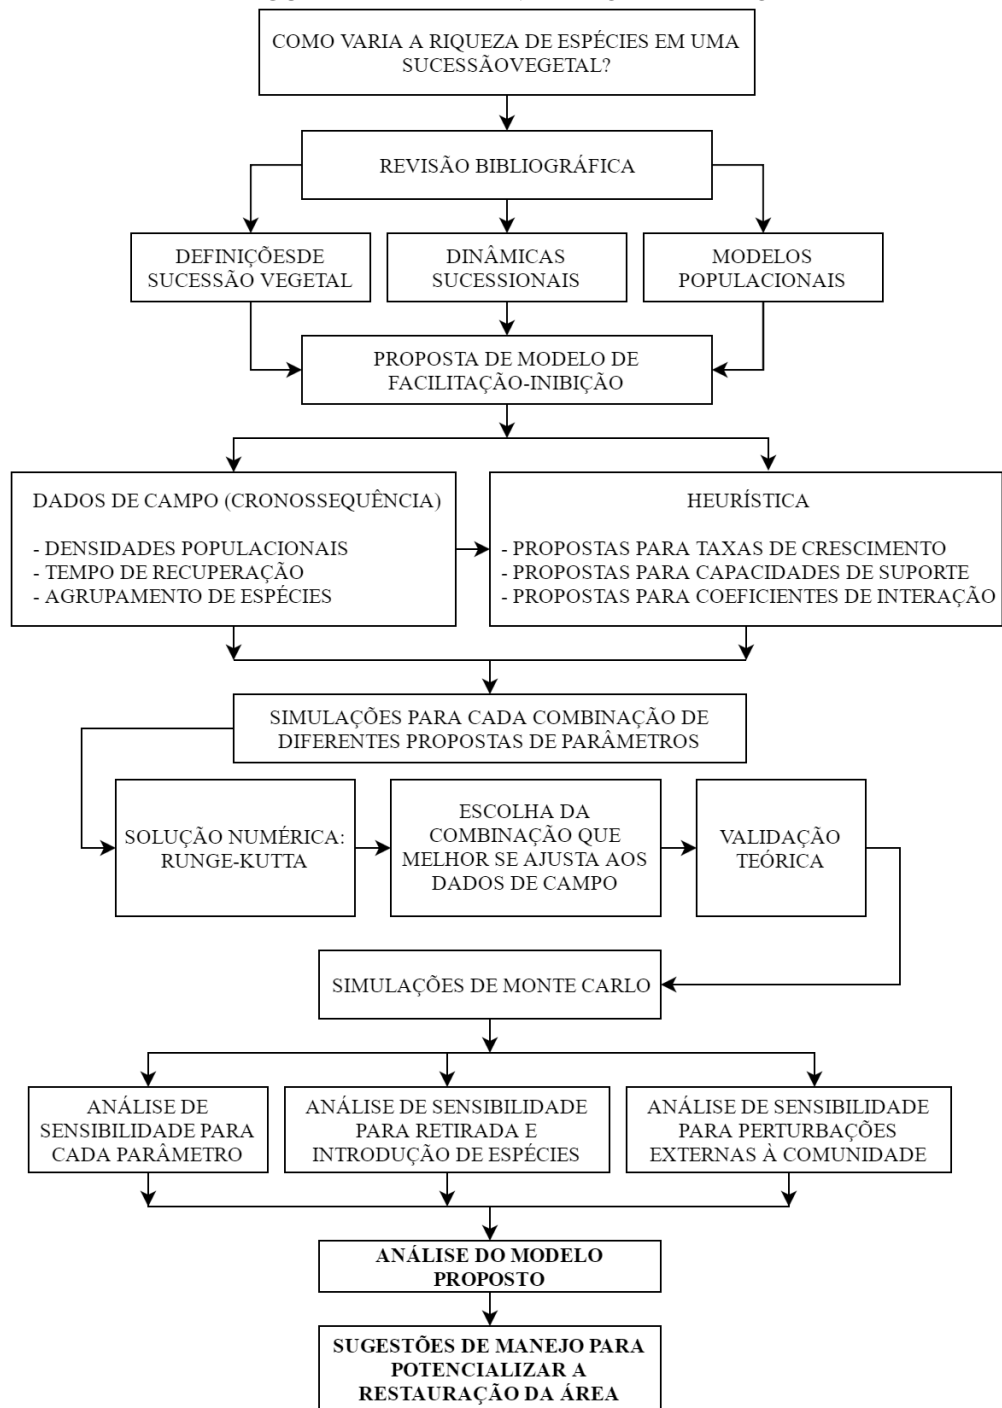 COMO VARIA A RIQUEZA DE ESPÉCIES EM UMA
SUCESSÃOVEGETAL?
REVISÃO BIBLIOGRÁFICA
DEFINIÇÕESDE
SUCESSÃO VEGETAL
DINÂMICAS
SUCESSIONAIS
MODELOS
POPULACIONAIS
PROPOSTA DE MODELO DE
FACILITAÇÃO-INIBIÇÃO
DADOS DE CAMPO (CRONOSSEQUÊNCIA)
- DENSIDADES POPULACIONAIS
- TEMPO DE RECUPERAÇÃO
- AGRUPAMENTO DE ESPÉCIES
HEURÍSTICA
- PROPOSTAS PARA TAXAS DE CRESCIMENTO
- PROPOSTAS PARA CAPACIDADES DE SUPORTE
- PROPOSTAS PARA COEFICIENTES DE INTERAÇÃO
SIMULAÇÕES PARA CADA COMBINAÇÃO DE
DIFERENTES PROPOSTAS DE PARÂMETROS
SOLUÇÃO NUMÉRICA:
RUNGE-KUTTA
ESCOLHA DA
COMBINAÇÃO QUE
MELHOR SE AJUSTA AOS
DADOS DE CAMPO
VALIDAÇÃO
TEÓRICA
SIMULAÇÕES DE MONTE CARLO
ANÁLISE DE
SENSIBILIDADE PARA
CADA PARÂMETRO
ANÁLISE DE SENSIBILIDADE
PARA RETIRADA E
INTRODUÇÃO DE ESPÉCIES
ANÁLISE DE SENSIBILIDADE
PARA PERTURBAÇÕES
EXTERNAS À COMUNIDADE
ANÁLISE DO MODELO
PROPOSTO
SUGESTÕES DE MANEJO PARA
POTENCIALIZAR A
RESTAURAÇÃO DA ÁREA